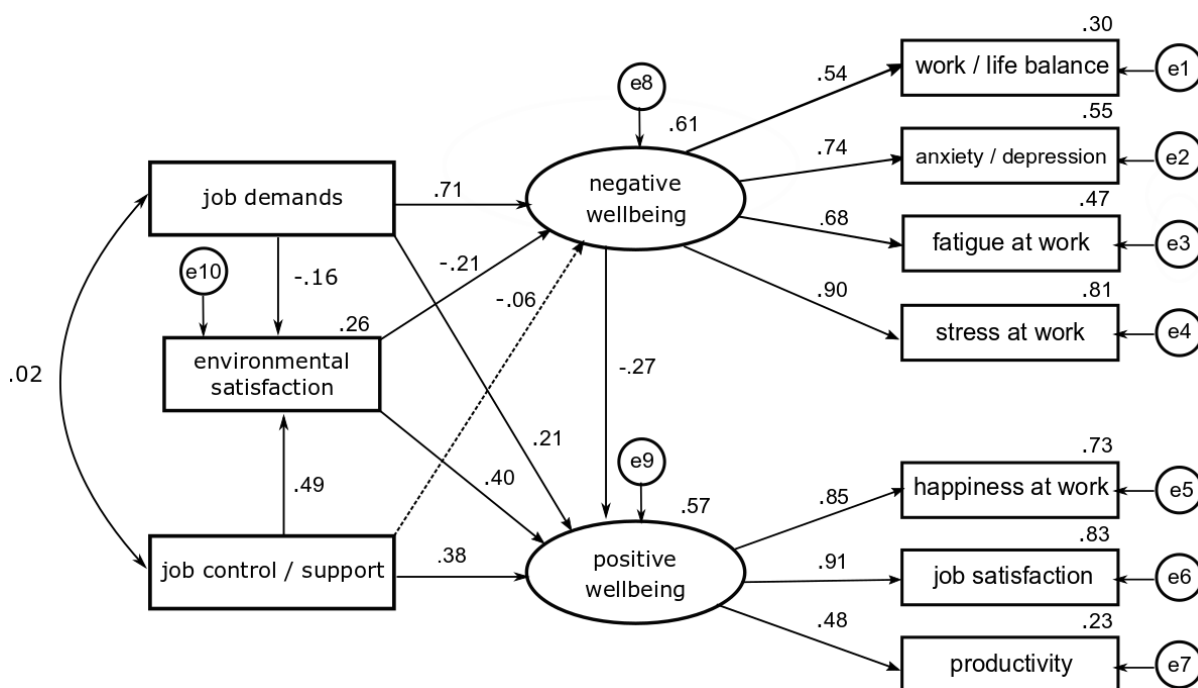 .30
work / life balance
e1
.54
e8
.61
.55
anxiety / depression
e2
.74
negative
wellbeing
job demands
.71
.47
fatigue at work
e3
.68
e10
-.16
-.21
-.06
.90
.81
stress at work
e4
.26
environmental
satisfaction
.02
-.27
.21
.40
.49
e9
.57
.73
happiness at work
e5
.85
job control / support
.38
positive
wellbeing
.91
.83
job satisfaction
e6
.48
.23
productivity
e7